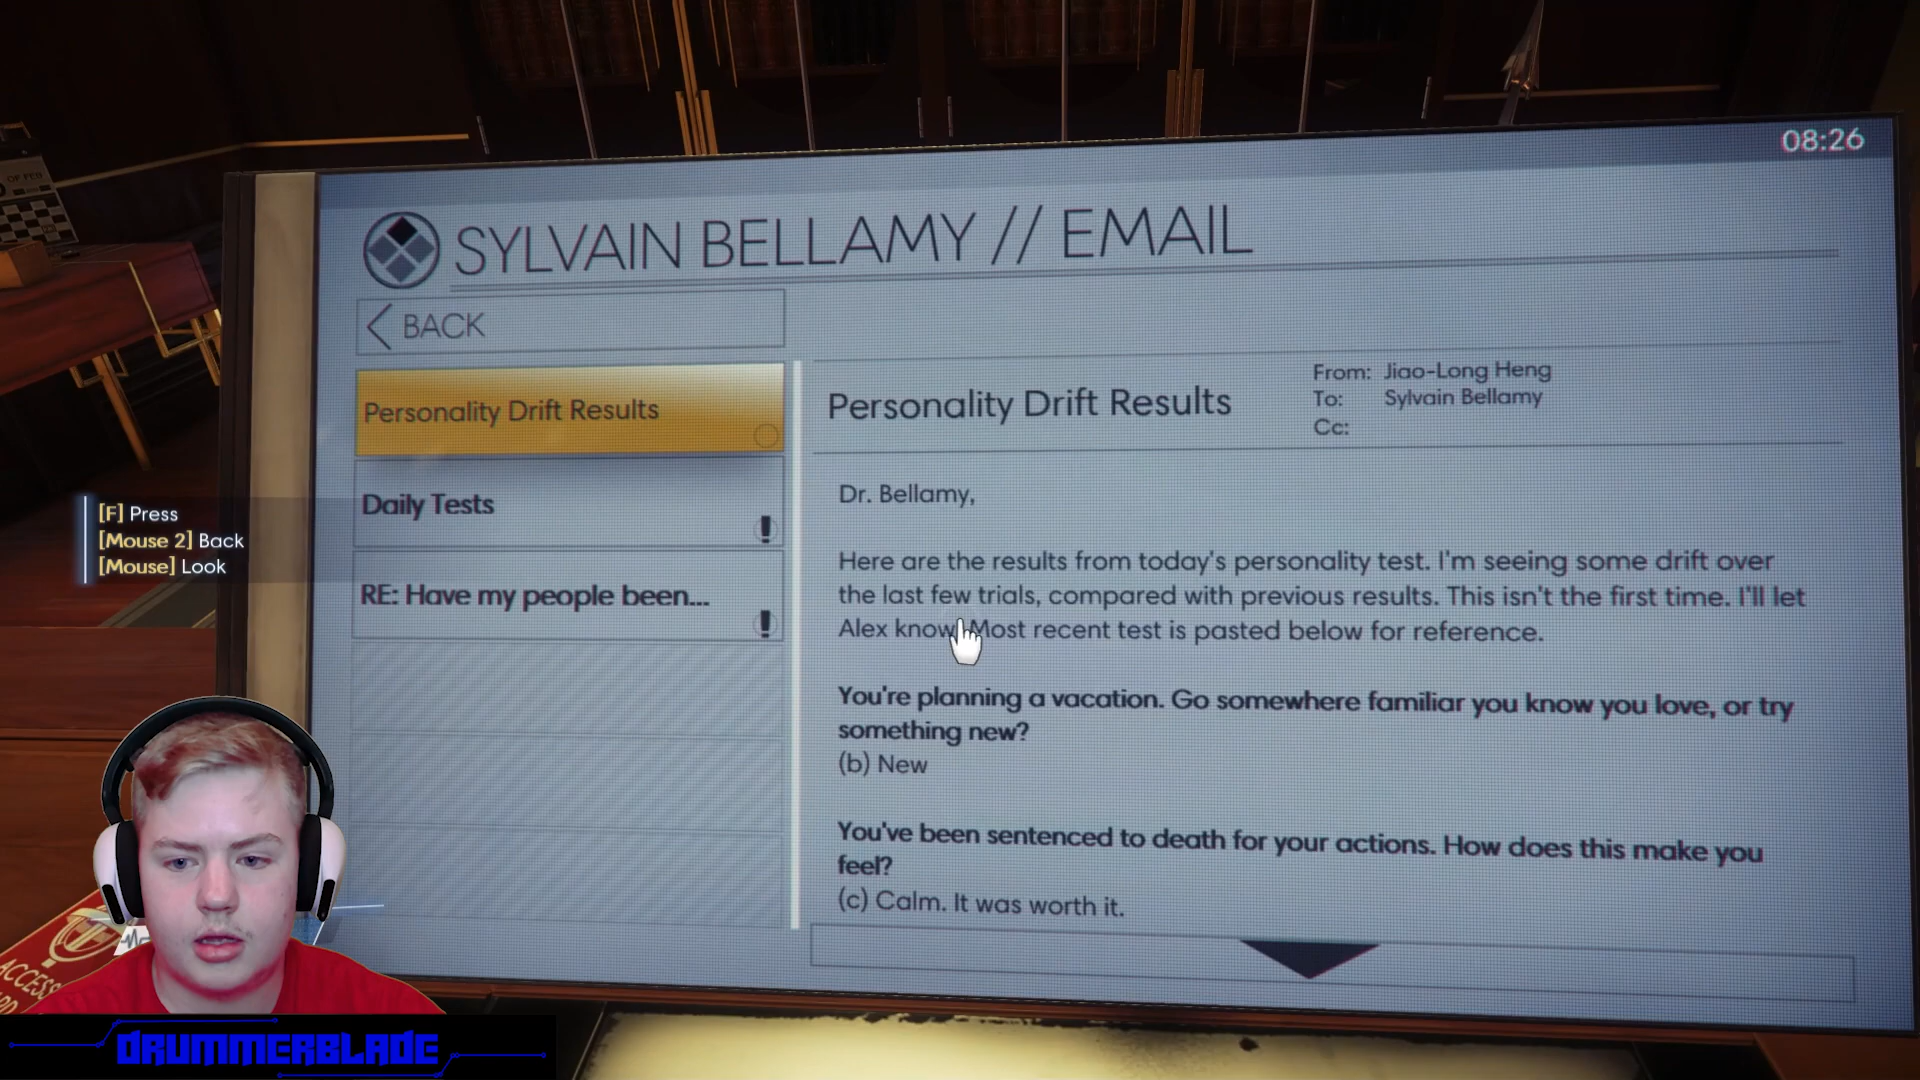 08:26
SYLVAIN BELLAMY // EMAIL
BACK
Personality Drift Results
Daily Tests
RE: Have my people been...
Personality Drift Results
From: Jiao-Long Heng
To: Sylvain Bellamy
Cc:
Dr. Bellamy,
Here are the results from today's personality test. I'm seeing some drift over
the last few trials, compared with previous results. This isn't the first time. I'll let
Alex know. Most recent test is pasted below for reference.
You're planning a vacation. Go somewhere familiar you know you love, or try
something new?
(b) New
You've been sentenced to death for your actions. How does this make you
feel?
(c) Calm. It was worth it.
[F] Press
[Mouse 2] Back
[Mouse] Look
OF FEB
ACCESS
DRUMMERBLADE